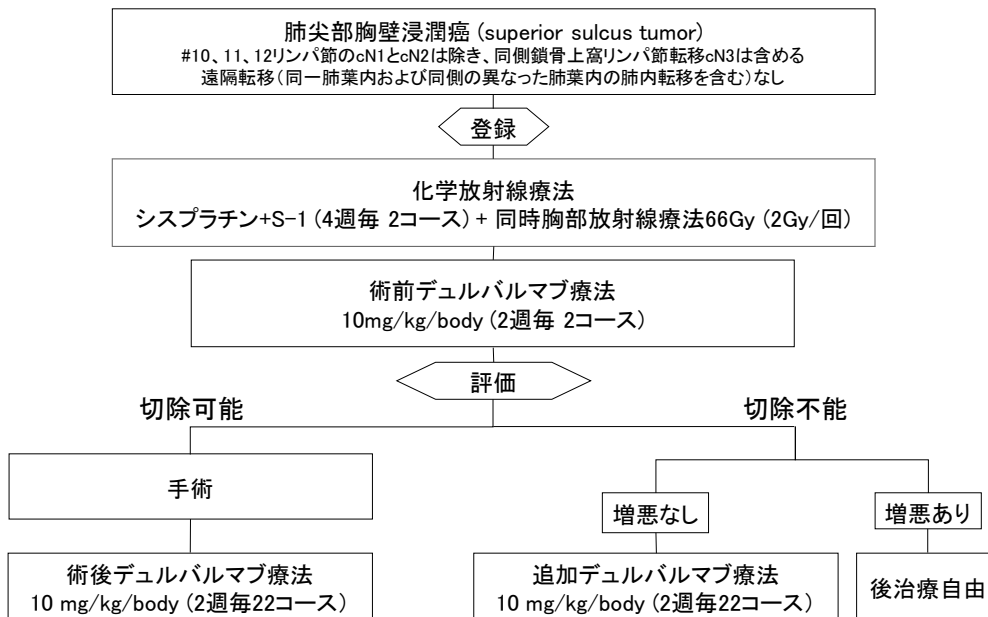 肺尖部胸壁浸潤癌 (superior sulcus tumor)
#10、11、12リンパ節のcN1とcN2は除き、同側鎖骨上窩リンパ節転移cN3は含める
遠隔転移(同一肺葉内および同側の異なった肺葉内の肺内転移を含む)なし
登録
化学放射線療法
シスプラチン+S-1 (4週毎 2コース) + 同時胸部放射線療法66Gy (2Gy/回)
術前デュルバルマブ療法
10mg/kg/body (2週毎 2コース)
評価
切除可能
切除不能
手術
増悪なし
増悪あり
術後デュルバルマブ療法
10 mg/kg/body (2週毎22コース)
追加デュルバルマブ療法
10 mg/kg/body (2週毎22コース)
後治療自由